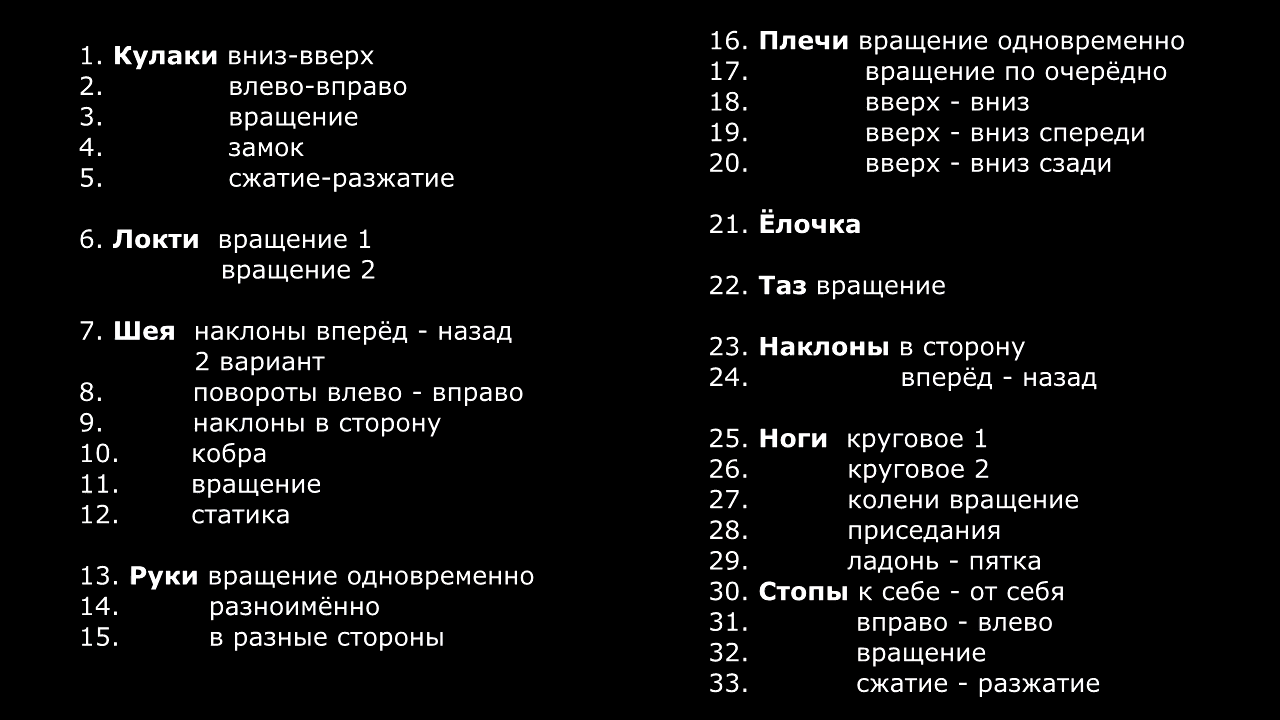 1. Кулаки вниз-вверх
2. влево-вправо
3. вращение
4. замок
5. сжатие-разжатие
6. Локти вращение 1
вращение 2
7. Шея наклоны вперёд - назад
2 вариант
8. повороты влево - вправо
9. наклоны в сторону
10. кобра
11. вращение
12. статика
13. Руки вращение одновременно
14. разноимённо
15. в разные стороны
16. Плечи вращение одновременно
17. вращение по очерёдно
18. вверх - вниз
19. вверх - вниз спереди
20. вверх - вниз сзади
21. Ёлочка
22. Таз вращение
23. Наклоны в сторону
24. вперёд - назад
25. Ноги круговое 1
26. круговое 2
27. колени вращение
28. приседания
29. ладонь - пятка
30. Стопы к себе - от себя
31. вправо - влево
32. вращение
33. сжатие - разжатие